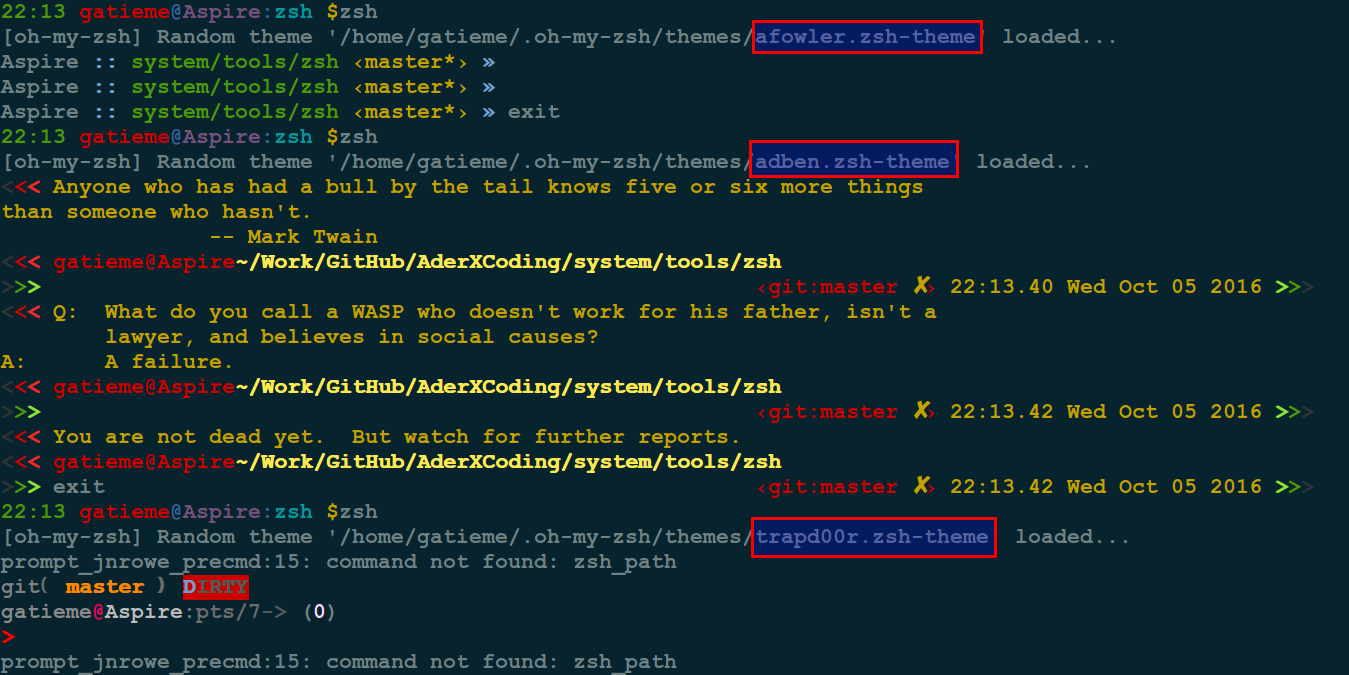 22:13 gatieme@Aspire:zsh $zsh
[oh-my-zsh] Random theme '/home/gatieme/.oh-my-zsh/themes/afowler.zsh-theme' loaded...
Aspire :: system/tools/zsh ‹master*› »
Aspire :: system/tools/zsh ‹master*› »
Aspire :: system/tools/zsh ‹master*› » exit
22:13 gatieme@Aspire:zsh $zsh
[oh-my-zsh] Random theme '/home/gatieme/.oh-my-zsh/themes/adben.zsh-theme' loaded...
<<< Anyone who has had a bull by the tail knows five or six more things
than someone who hasn't.
-- Mark Twain
<<< gatieme@Aspire~/Work/GitHub/AderXCoding/system/tools/zsh
>>> ‹git:master ✘› 22:13.40 Wed Oct 05 2016 >>>
<<< Q:  What do you call a WASP who doesn't work for his father, isn't a
lawyer, and believes in social causes?
A:      A failure.
<<< gatieme@Aspire~/Work/GitHub/AderXCoding/system/tools/zsh
>>> ‹git:master ✘› 22:13.42 Wed Oct 05 2016 >>>
<<< You are not dead yet.  But watch for further reports.
<<< gatieme@Aspire~/Work/GitHub/AderXCoding/system/tools/zsh
>>> exit ‹git:master ✘› 22:13.42 Wed Oct 05 2016 >>>
22:13 gatieme@Aspire:zsh $zsh
[oh-my-zsh] Random theme '/home/gatieme/.oh-my-zsh/themes/trapd00r.zsh-theme' loaded...
prompt_jnrowe_precmd:15: command not found: zsh_path
git( master ) DIRTY
gatieme@Aspire:pts/7-> (0)
>
prompt_jnrowe_precmd:15: command not found: zsh_path